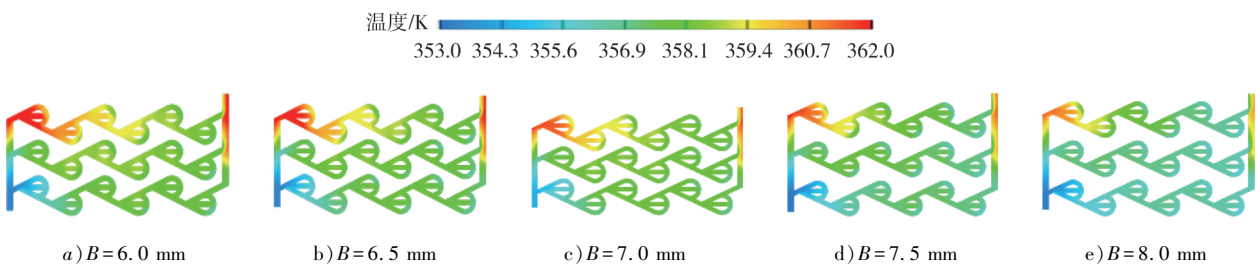 温度/K
353.0 354.3 355.6 356.9 358.1 359.4 360.7 362.0
a)B=6.0 mm b)B=6.5 mm c)B=7.0 mm d)B=7.5 mm e)B=8.0 mm